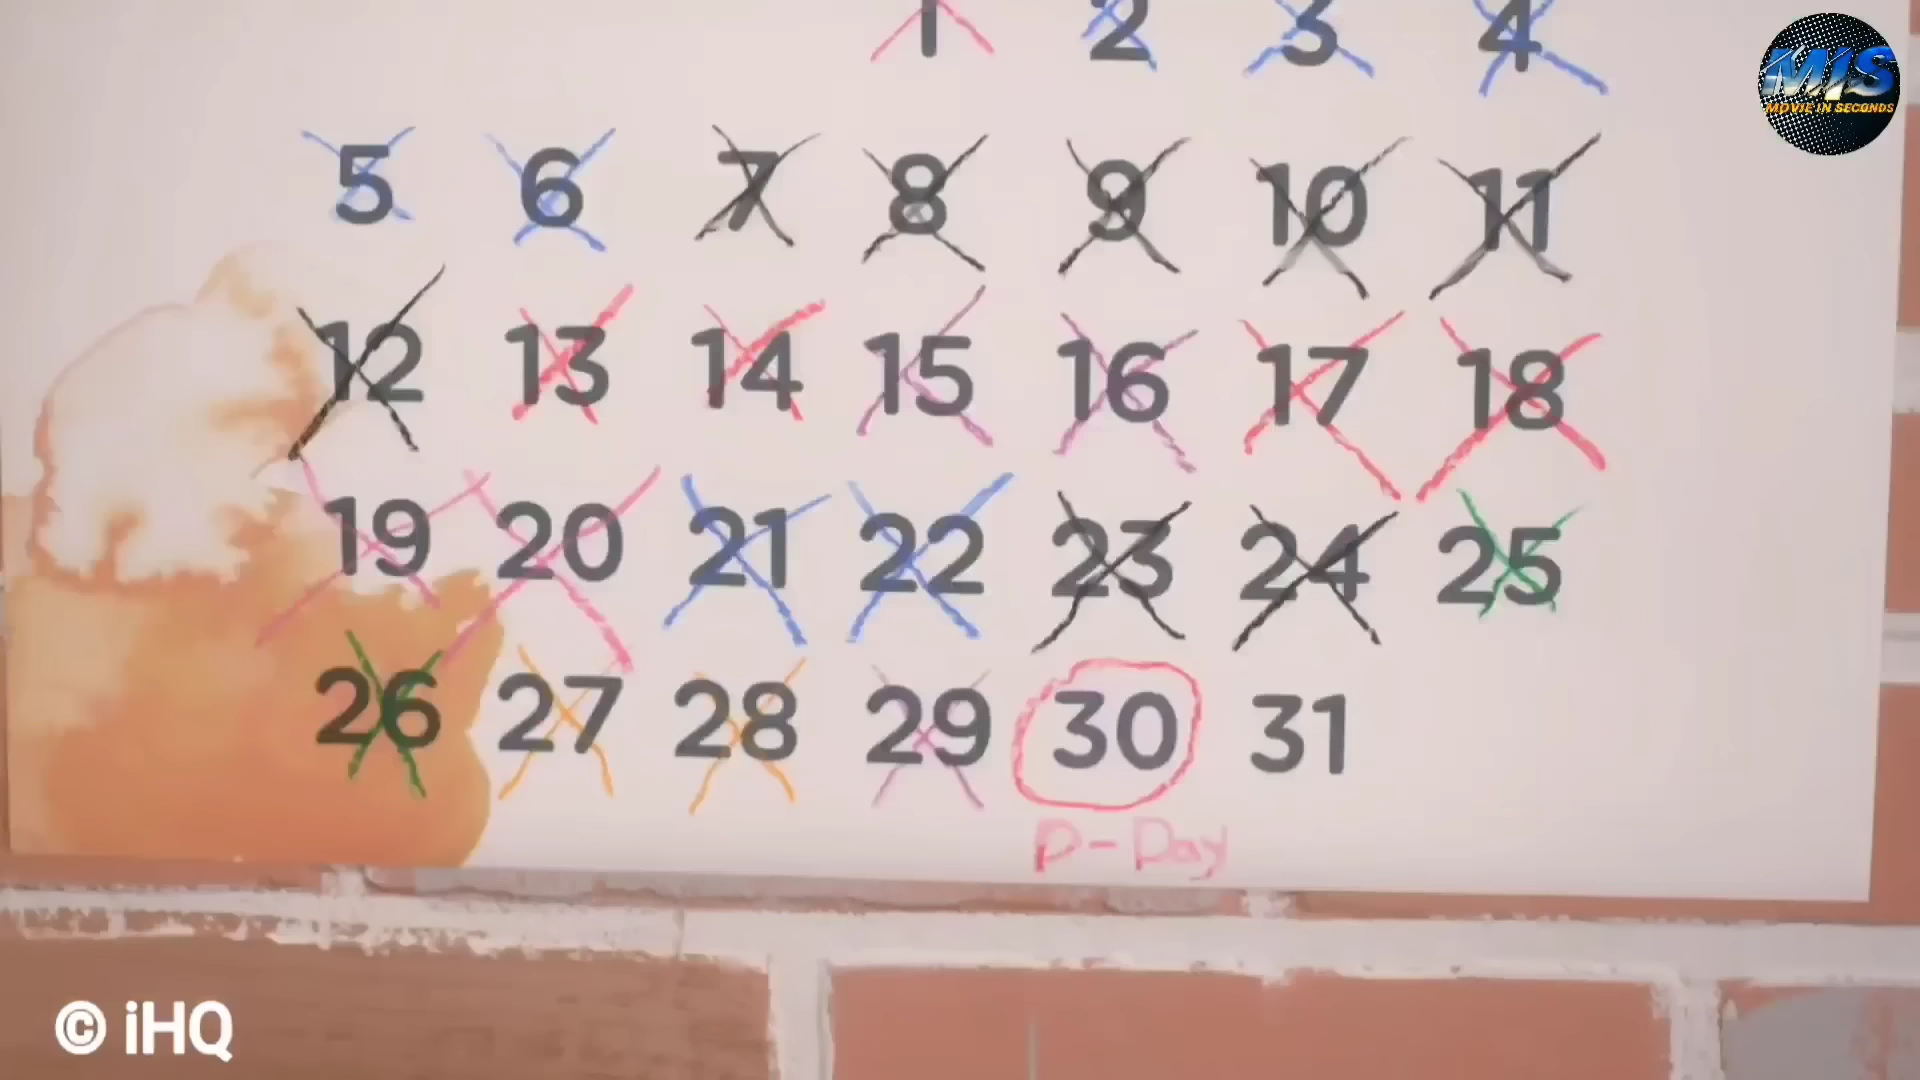 1 2 3 4
MIS
MOVIE IN SECONDS
5 6 7 8 9 10 11
12 13 14 15 16 17 18
19 20 21 22 23 24 25
26 27 28 29 30 31
D-Day
© iHQ